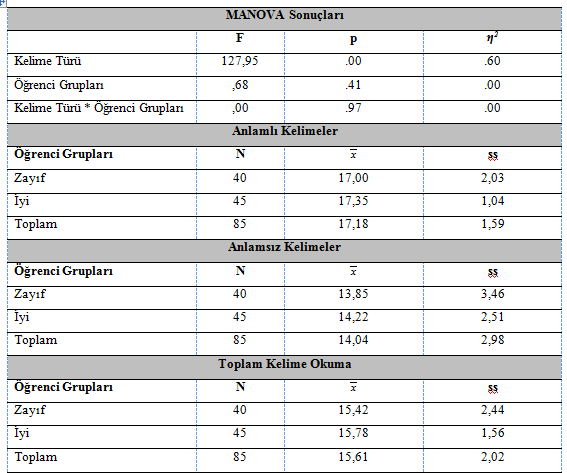 MANOVA Sonuçları
F p η²
Kelime Türü 127,95 .00 .60
Öğrenci Grupları ,68 .41 .00
Kelime Türü * Öğrenci Grupları ,00 .97 .00
Anlamlı Kelimeler
Öğrenci Grupları N x̄ ss
Zayıf 40 17,00 2,03
İyi 45 17,35 1,04
Toplam 85 17,18 1,59
Anlamsız Kelimeler
Öğrenci Grupları N x̄ ss
Zayıf 40 13,85 3,46
İyi 45 14,22 2,51
Toplam 85 14,04 2,98
Toplam Kelime Okuma
Öğrenci Grupları N x̄ ss
Zayıf 40 15,42 2,44
İyi 45 15,78 1,56
Toplam 85 15,61 2,02